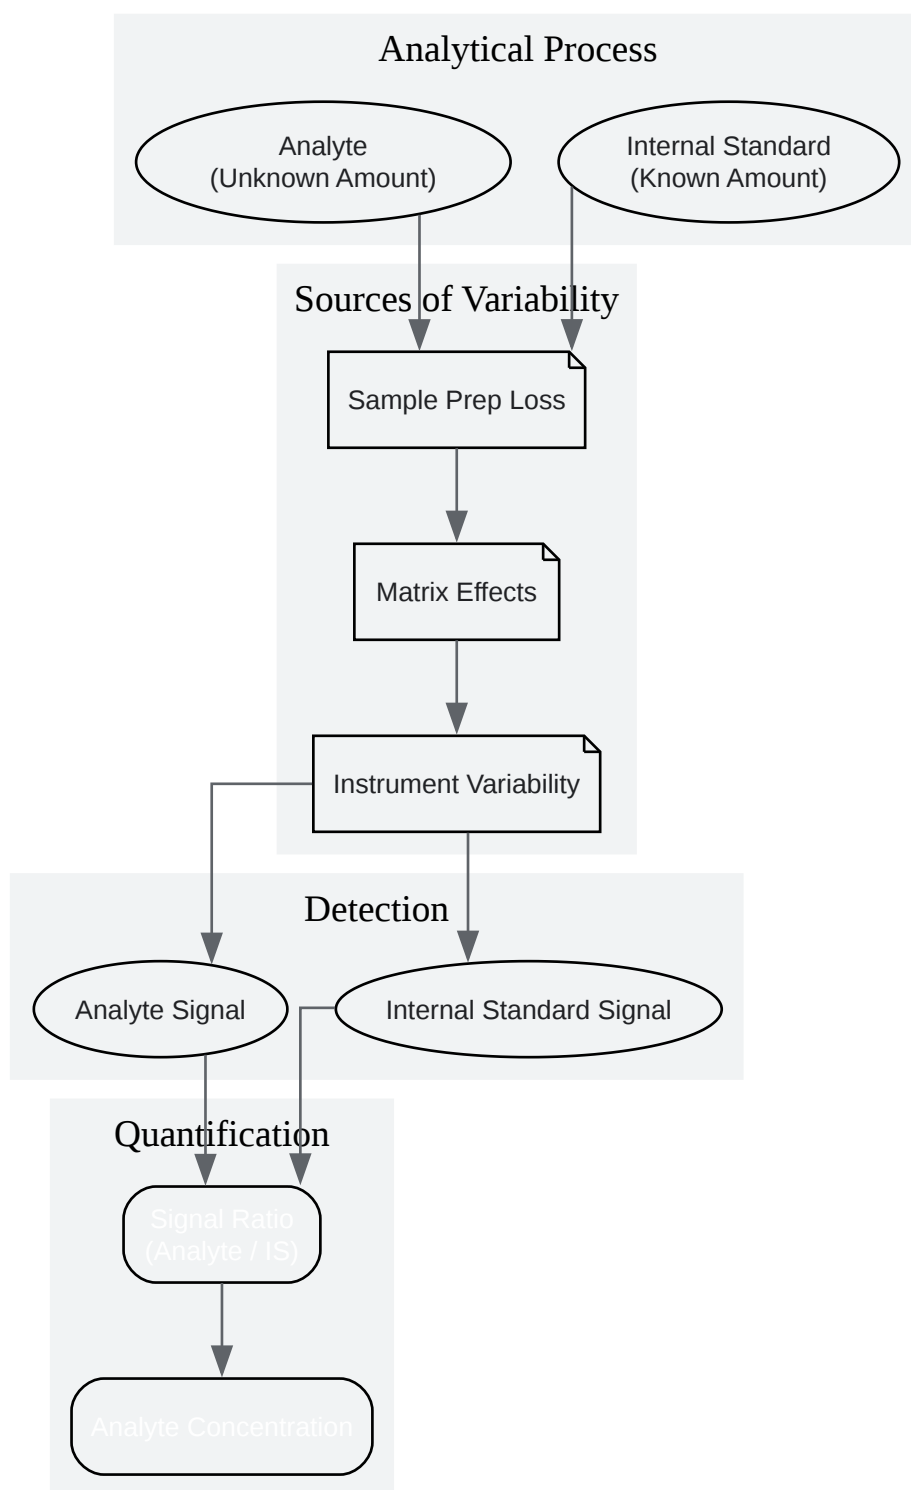 Analytical Process
Analyte
(Unknown Amount)
Internal Standard
(Known Amount)
Sources of Variability
Sample Prep Loss
Matrix Effects
Instrument Variability
Detection
Analyte Signal
Internal Standard Signal
Quantification
Signal Ratio
(Analyte / IS)
Analyte Concentration